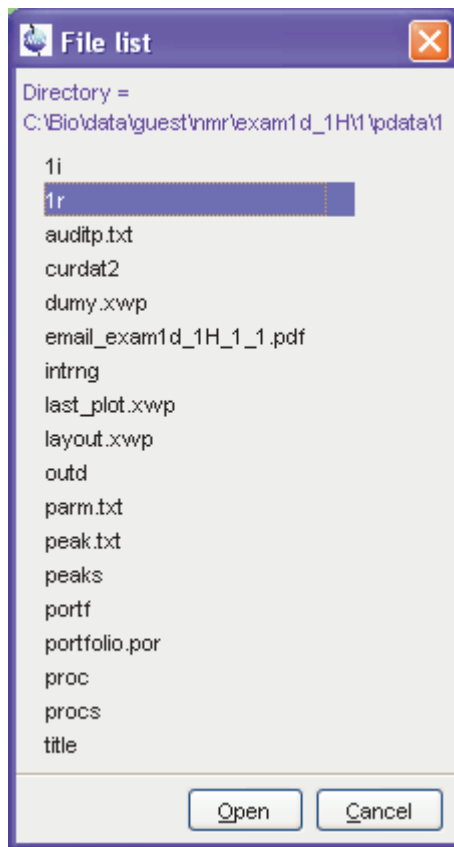 File list
Directory =
C:\Bio\data\guest\nmr\exam1d_1H\1\pdata\1
1i
1r
auditp.txt
curdat2
dumy.xwp
email_exam1d_1H_1_1.pdf
intrng
last_plot.xwp
layout.xwp
outd
parm.txt
peak.txt
peaks
portf
portfolio.por
proc
procs
title
Open Cancel